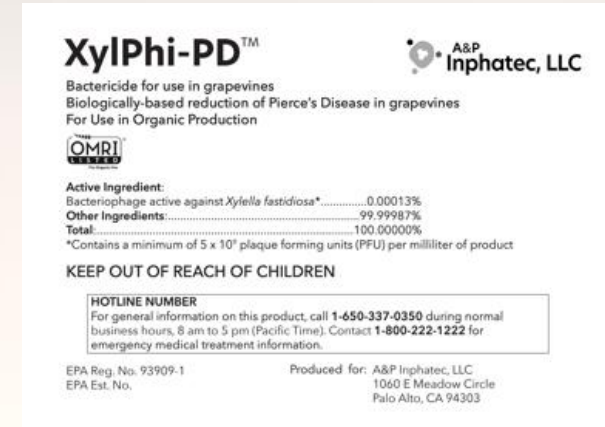 XylPhi-PD™
A&P
Inphatec, LLC
Bactericide for use in grapevines
Biologically-based reduction of Pierce's Disease in grapevines
For Use in Organic Production
OMRI
LISTED
For Organic Use
Active Ingredient:
Bacteriophage active against Xylella fastidiosa*..............0.00013%
Other Ingredients:..................................................99.99987%
Total:....................................................................100.00000%
*Contains a minimum of 5 x 10⁹ plaque forming units (PFU) per milliliter of product
KEEP OUT OF REACH OF CHILDREN
HOTLINE NUMBER
For general information on this product, call 1-650-337-0350 during normal
business hours, 8 am to 5 pm (Pacific Time). Contact 1-800-222-1222 for
emergency medical treatment information.
EPA Reg. No. 93909-1
EPA Est. No.
Produced for: A&P Inphatec, LLC
1060 E Meadow Circle
Palo Alto, CA 94303